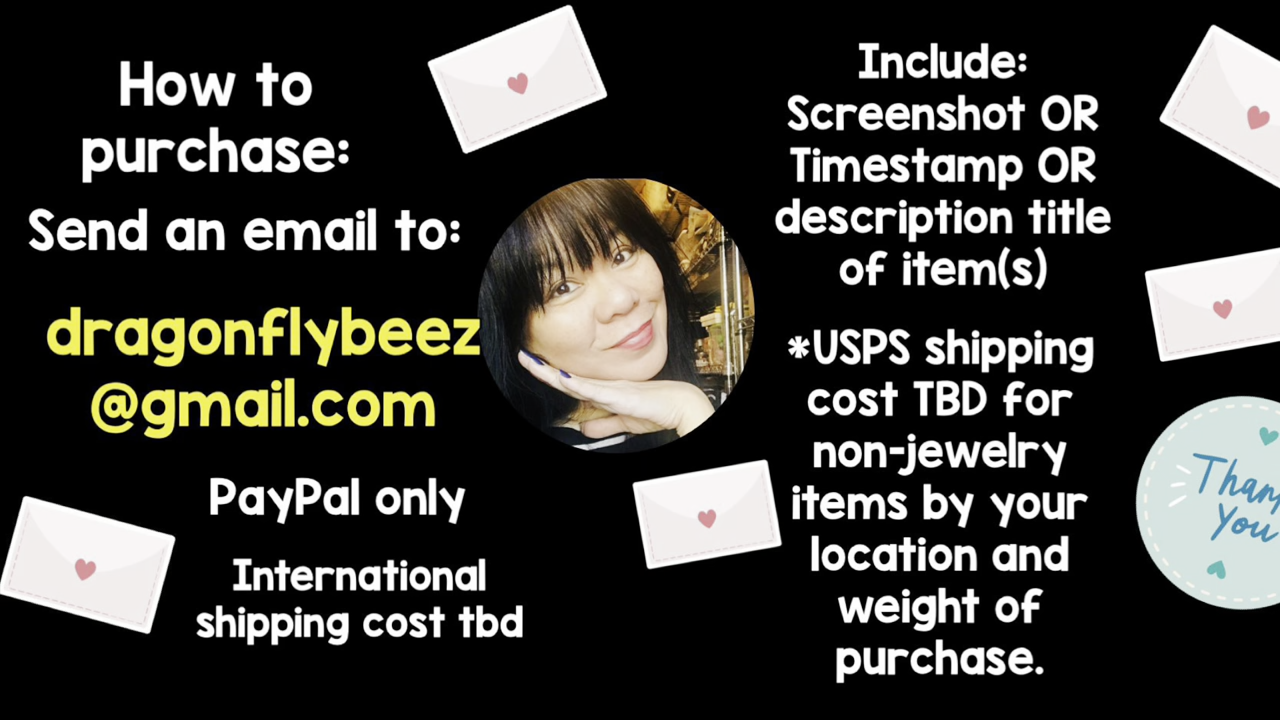 How to
purchase:
Send an email to:
dragonflybeez
@gmail.com
PayPal only
International
shipping cost tbd
Include:
Screenshot OR
Timestamp OR
description title
of item(s)
*USPS shipping
cost TBD for
non-jewelry
items by your
location and
weight of
purchase.
You